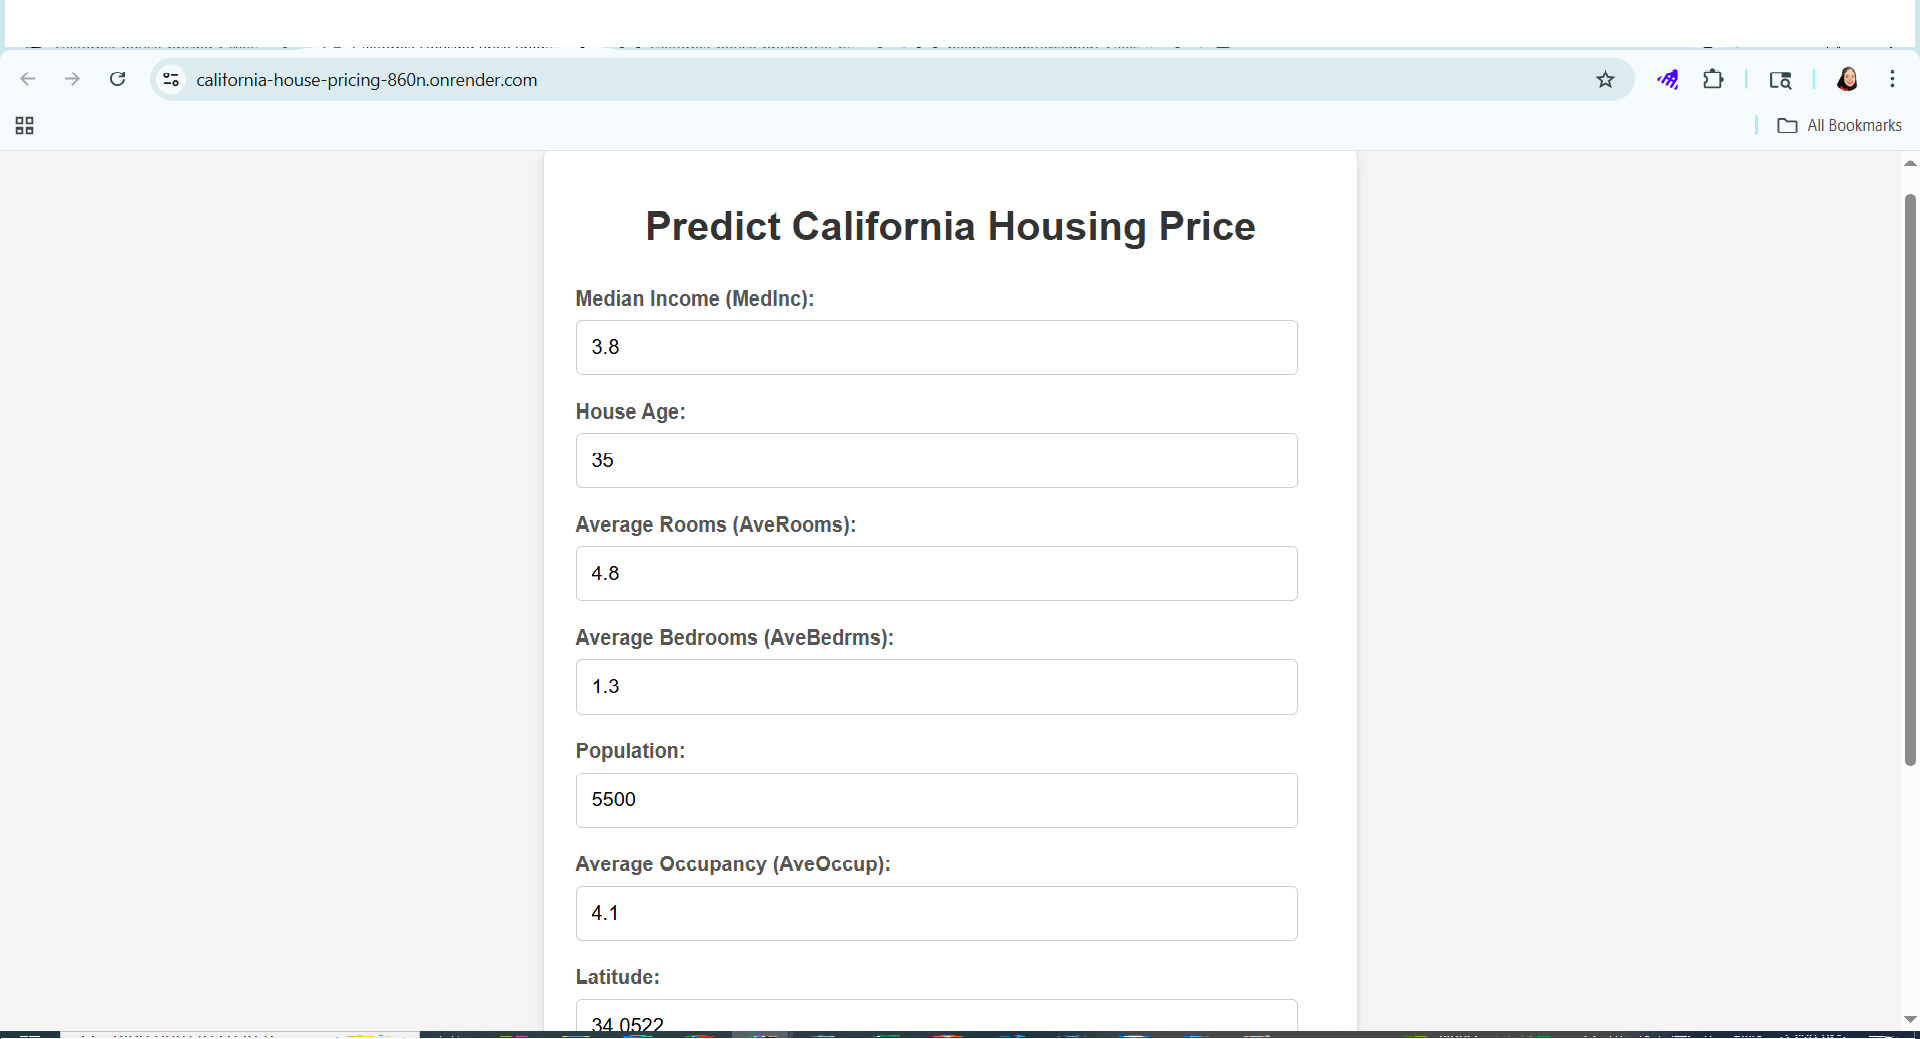 california-house-pricing-860n.onrender.com
All Bookmarks
Predict California Housing Price
Median Income (MedInc):
3.8
House Age:
35
Average Rooms (AveRooms):
4.8
Average Bedrooms (AveBedrms):
1.3
Population:
5500
Average Occupancy (AveOccup):
4.1
Latitude:
34.0522